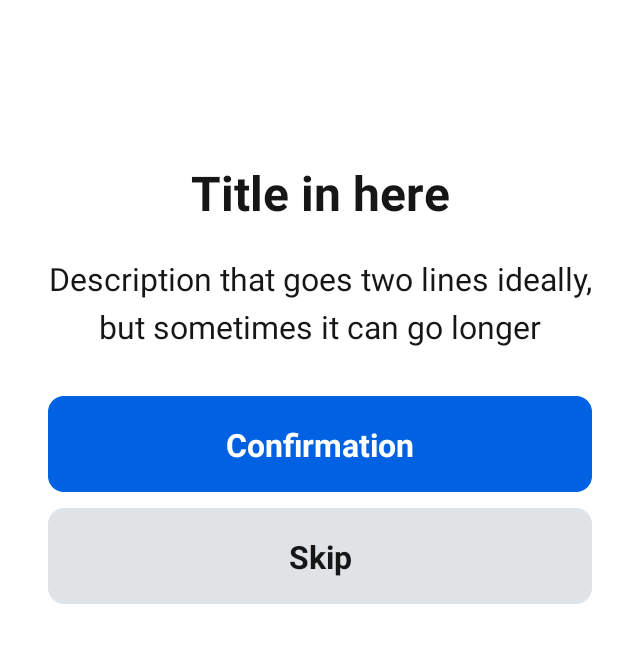 Title in here
Description that goes two lines ideally,
but sometimes it can go longer
Confirmation
Skip